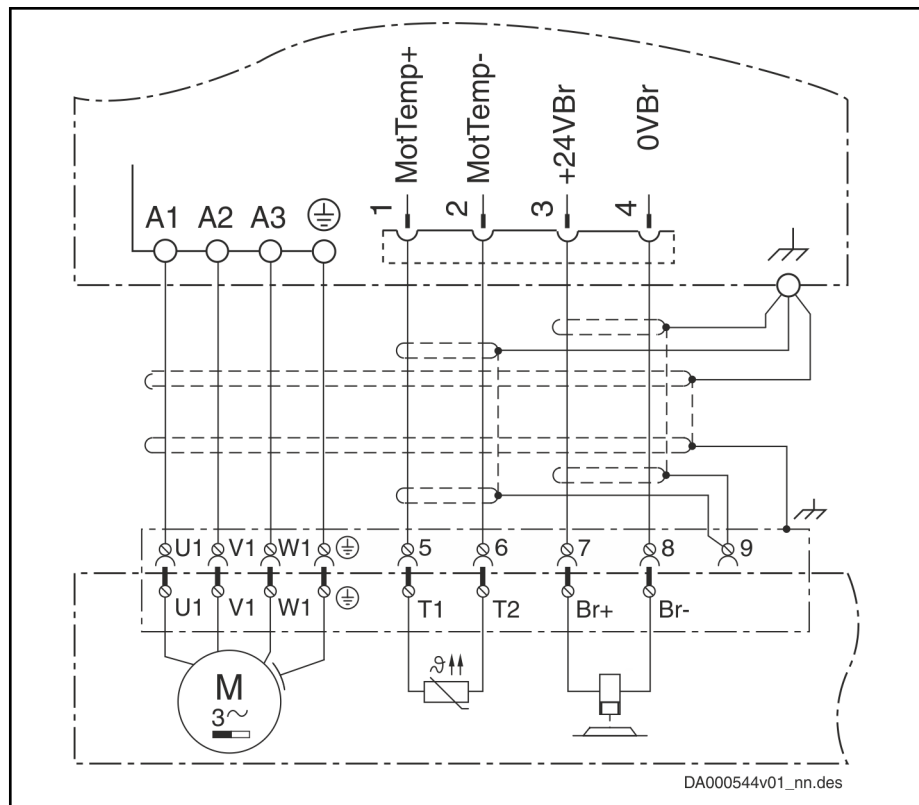 MotTemp+
MotTemp-
+24VBr
0VBr
1 2 3 4
A1 A2 A3
U1 V1 W1 5 6 7 8 9
U1 V1 W1 T1 T2 Br+ Br-
ϑ
M
3~
DA000544v01_nn.des